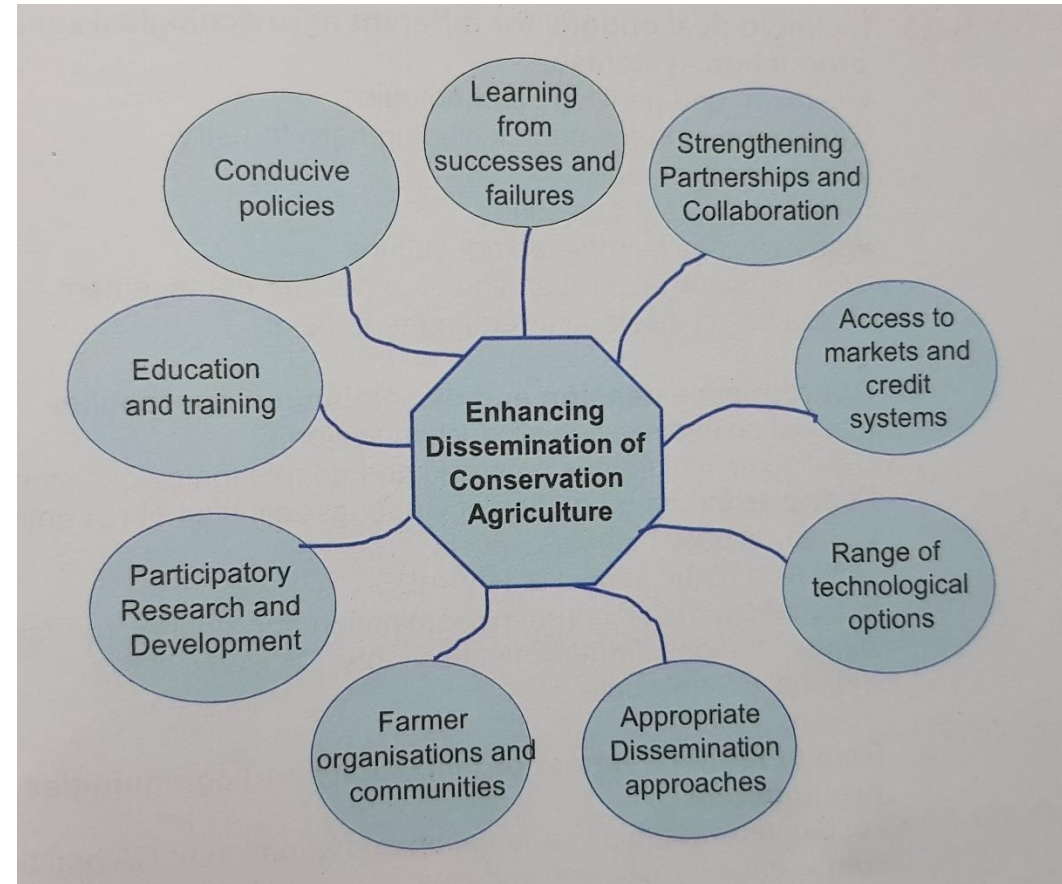 Learning
from
successes and
failures
Strengthening
Partnerships and
Collaboration
Conducive
policies
Access to
markets and
credit
systems
Education
and training
Enhancing
Dissemination of
Conservation
Agriculture
Range of
technological
options
Participatory
Research and
Development
Farmer
organisations and
communities
Appropriate
Dissemination
approaches